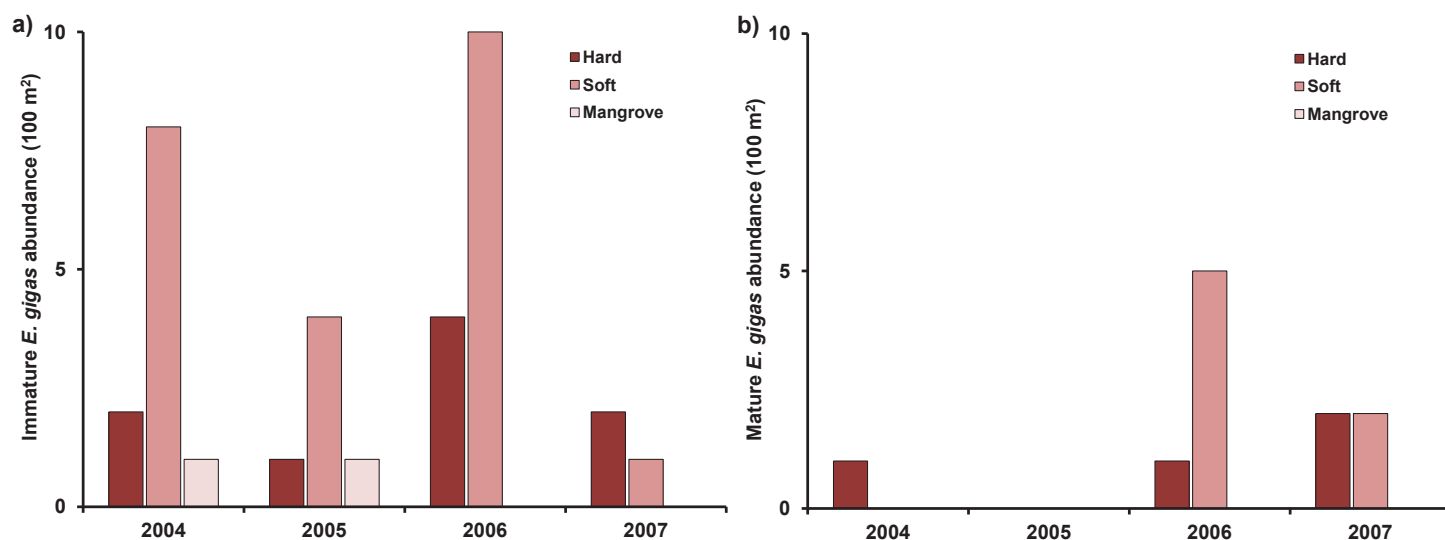 a)
Immature E. gigas abundance (100 m²)
10
5
0
Hard
Soft
Mangrove
2004 2005 2006 2007
b)
Mature E. gigas abundance (100 m²)
10
5
0
Hard
Soft
Mangrove
2004 2005 2006 2007